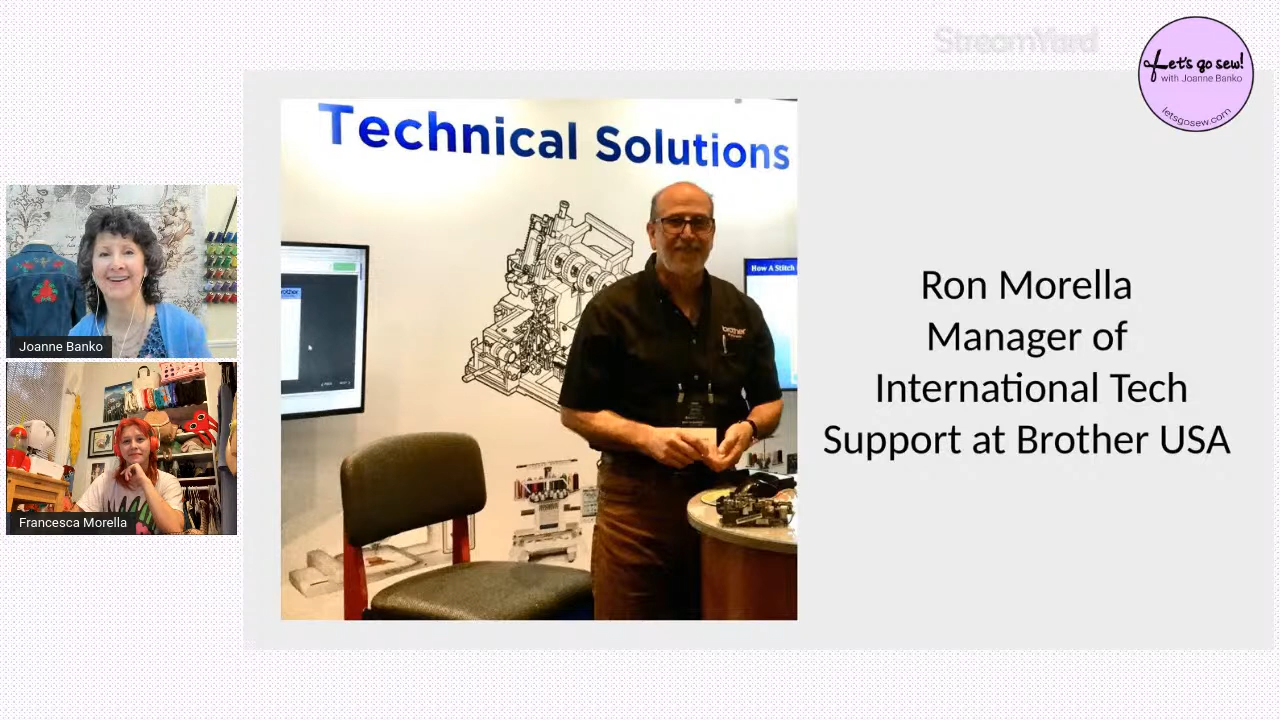 StreamYard
Let's go sew!
with Joanne Banko
letsgosew.com
Technical Solutions
How A Stitch
brother
Joanne Banko
Francesca Morella
Ron Morella
Manager of
International Tech
Support at Brother USA